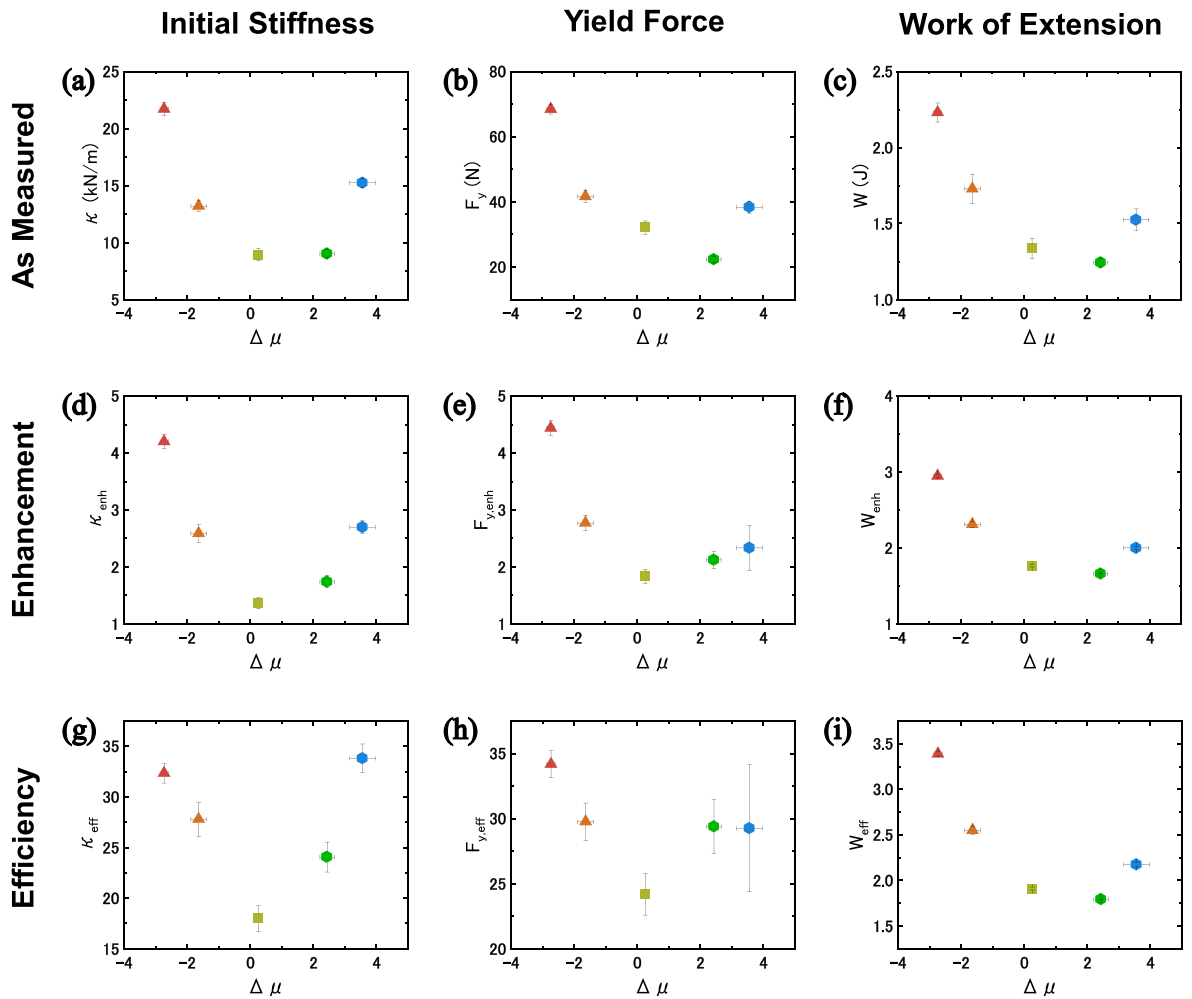 Initial Stiffness
Yield Force
Work of Extension
As Measured
(a)
25
20
15
10
5
κ (kN/m)
-4 -2 0 2 4
Δ μ
(b)
80
60
40
20
F_y (N)
-4 -2 0 2 4
Δ μ
(c)
2.5
2.0
1.5
1.0
W (J)
-4 -2 0 2 4
Δ μ
Enhancement
(d)
5
4
3
2
1
κ_enh
-4 -2 0 2 4
Δ μ
(e)
5
4
3
2
1
F_y,enh
-4 -2 0 2 4
Δ μ
(f)
4
3
2
1
W_enh
-4 -2 0 2 4
Δ μ
Efficiency
(g)
35
30
25
20
15
κ_eff
-4 -2 0 2 4
Δ μ
(h)
35
30
25
20
F_y,eff
-4 -2 0 2 4
Δ μ
(i)
3.5
3.0
2.5
2.0
1.5
W_eff
-4 -2 0 2 4
Δ μ